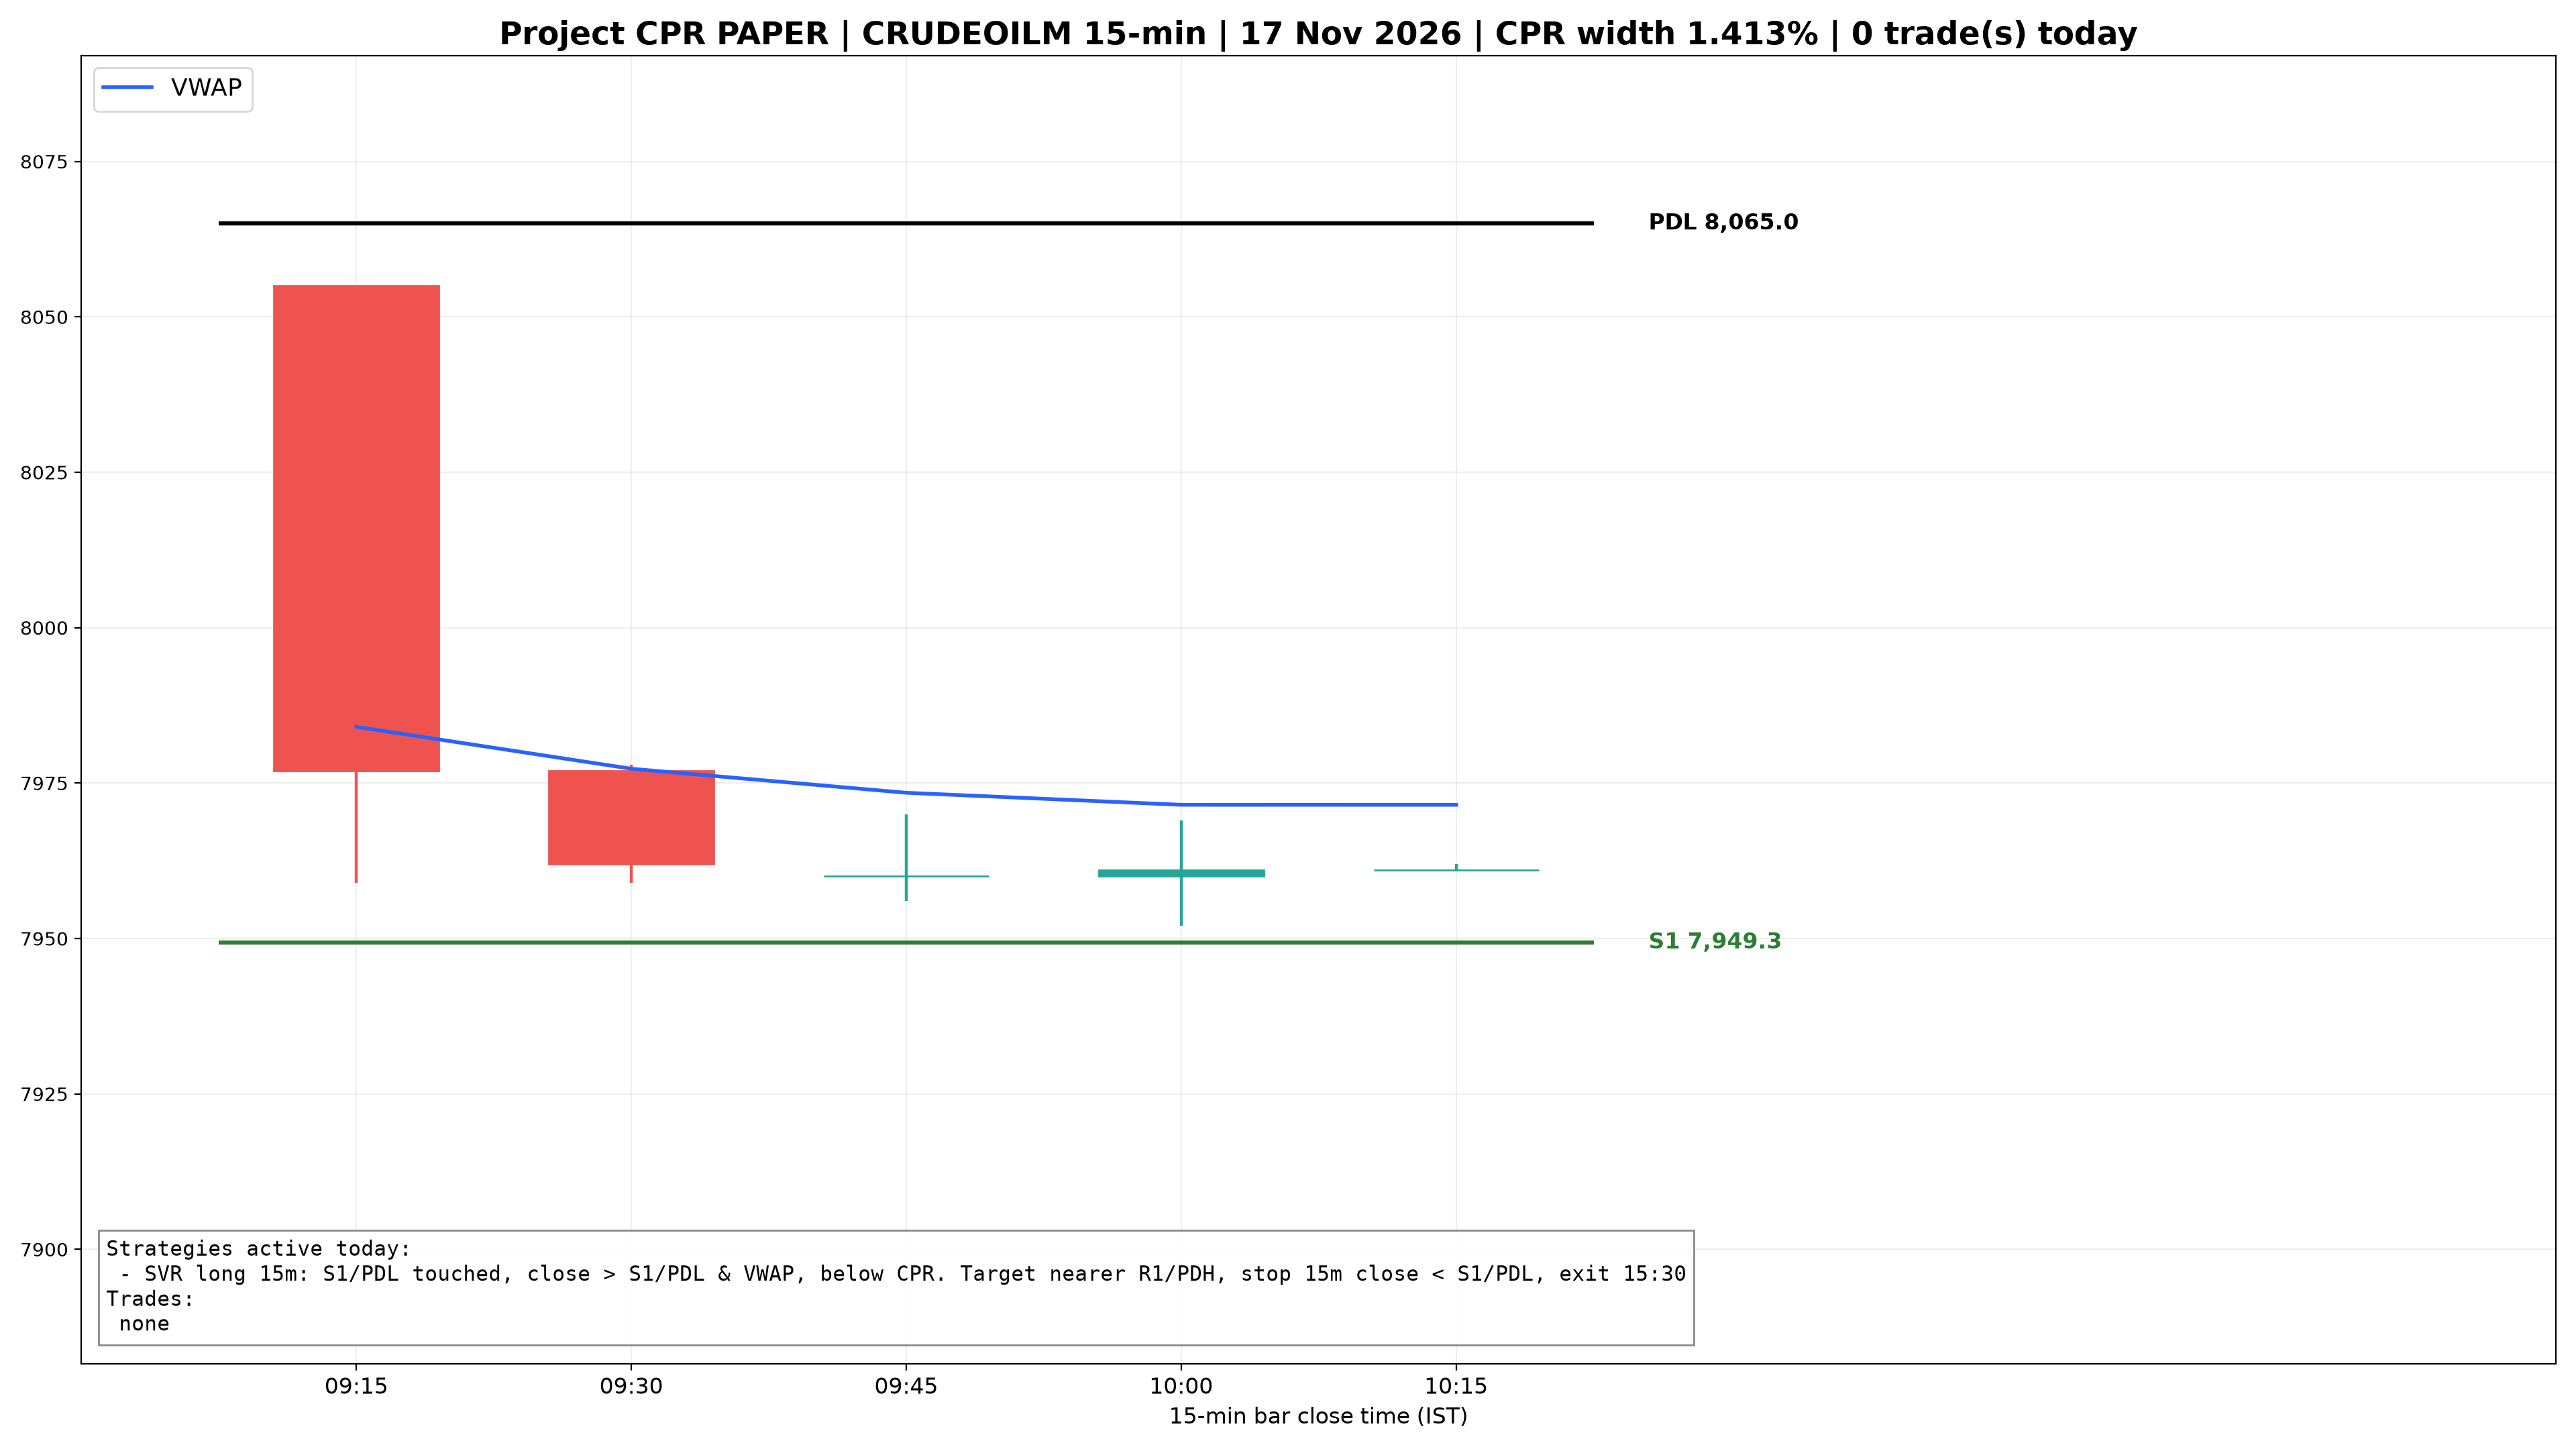 Project CPR PAPER | CRUDEOILM 15-min | 17 Nov 2026 | CPR width 1.413% | 0 trade(s) today
VWAP
8075
PDL 8,065.0
8050
8025
8000
7975
7950
S1 7,949.3
7925
7900
Strategies active today:
- SVR long 15m: S1/PDL touched, close > S1/PDL & VWAP, below CPR. Target nearer R1/PDH, stop 15m close < S1/PDL, exit 15:30
Trades:
none
09:15 09:30 09:45 10:00 10:15
15-min bar close time (IST)